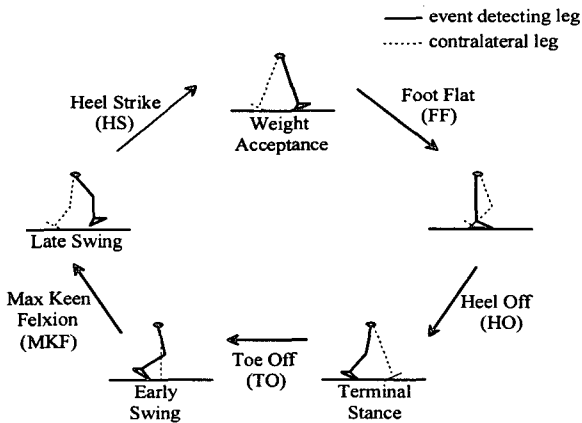 event detecting leg
contralateral leg
Heel Strike
(HS)
Weight
Acceptance
Foot Flat
(FF)
Late Swing
Max Keen
Felxion
(MKF)
Heel Off
(HO)
Toe Off
(TO)
Early
Swing
Terminal
Stance